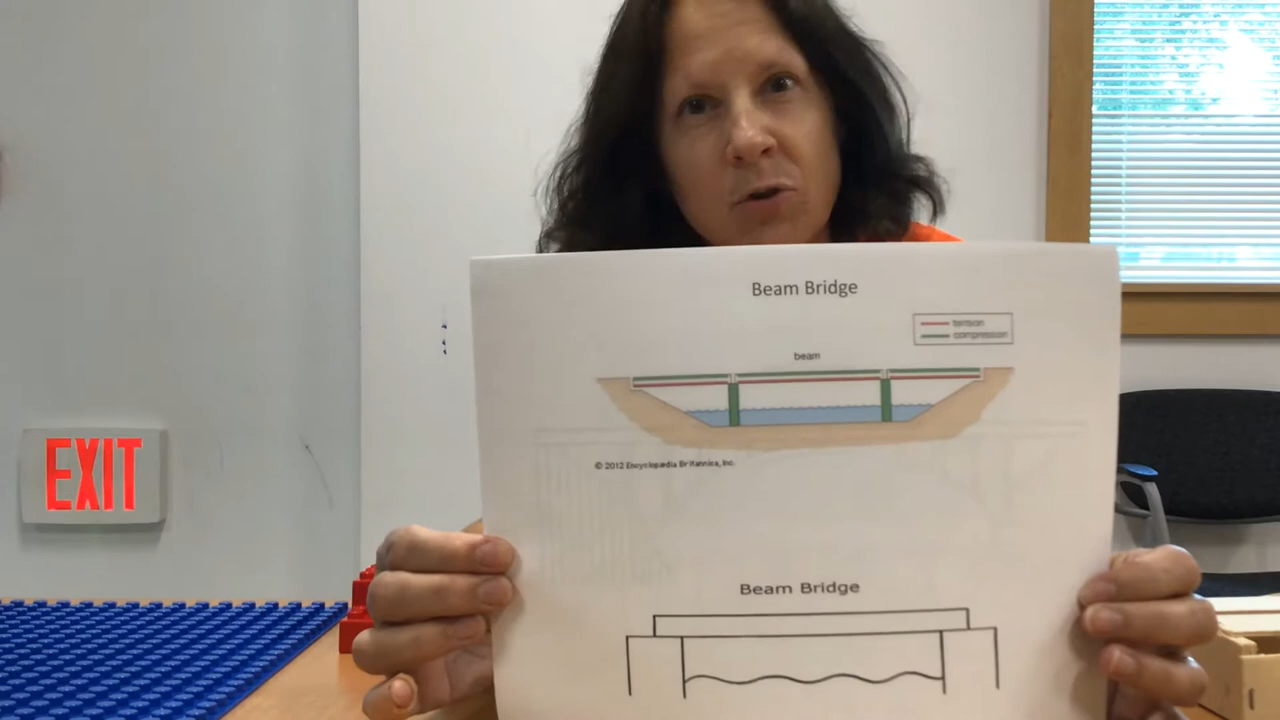 Beam Bridge
tension
compression
beam
© 2012 Encyclopædia Britannica, Inc.
EXIT
Beam Bridge